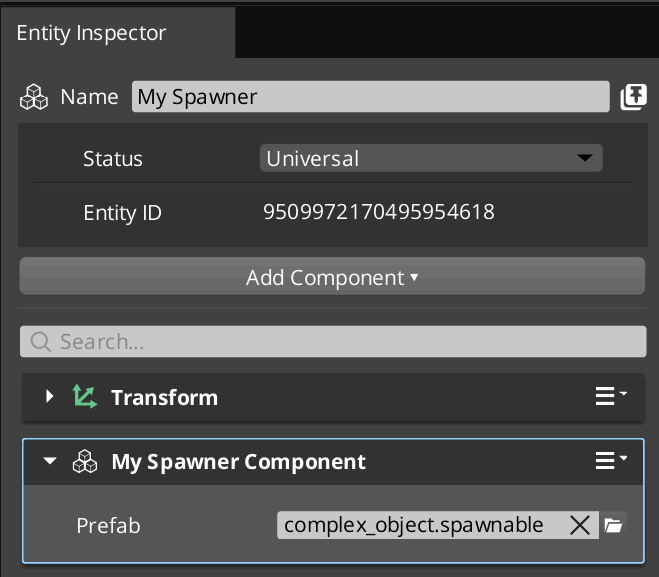 Entity Inspector
Name My Spawner
Status Universal
Entity ID 9509972170495954618
Add Component
Search...
Transform
My Spawner Component
Prefab complex_object.spawnable